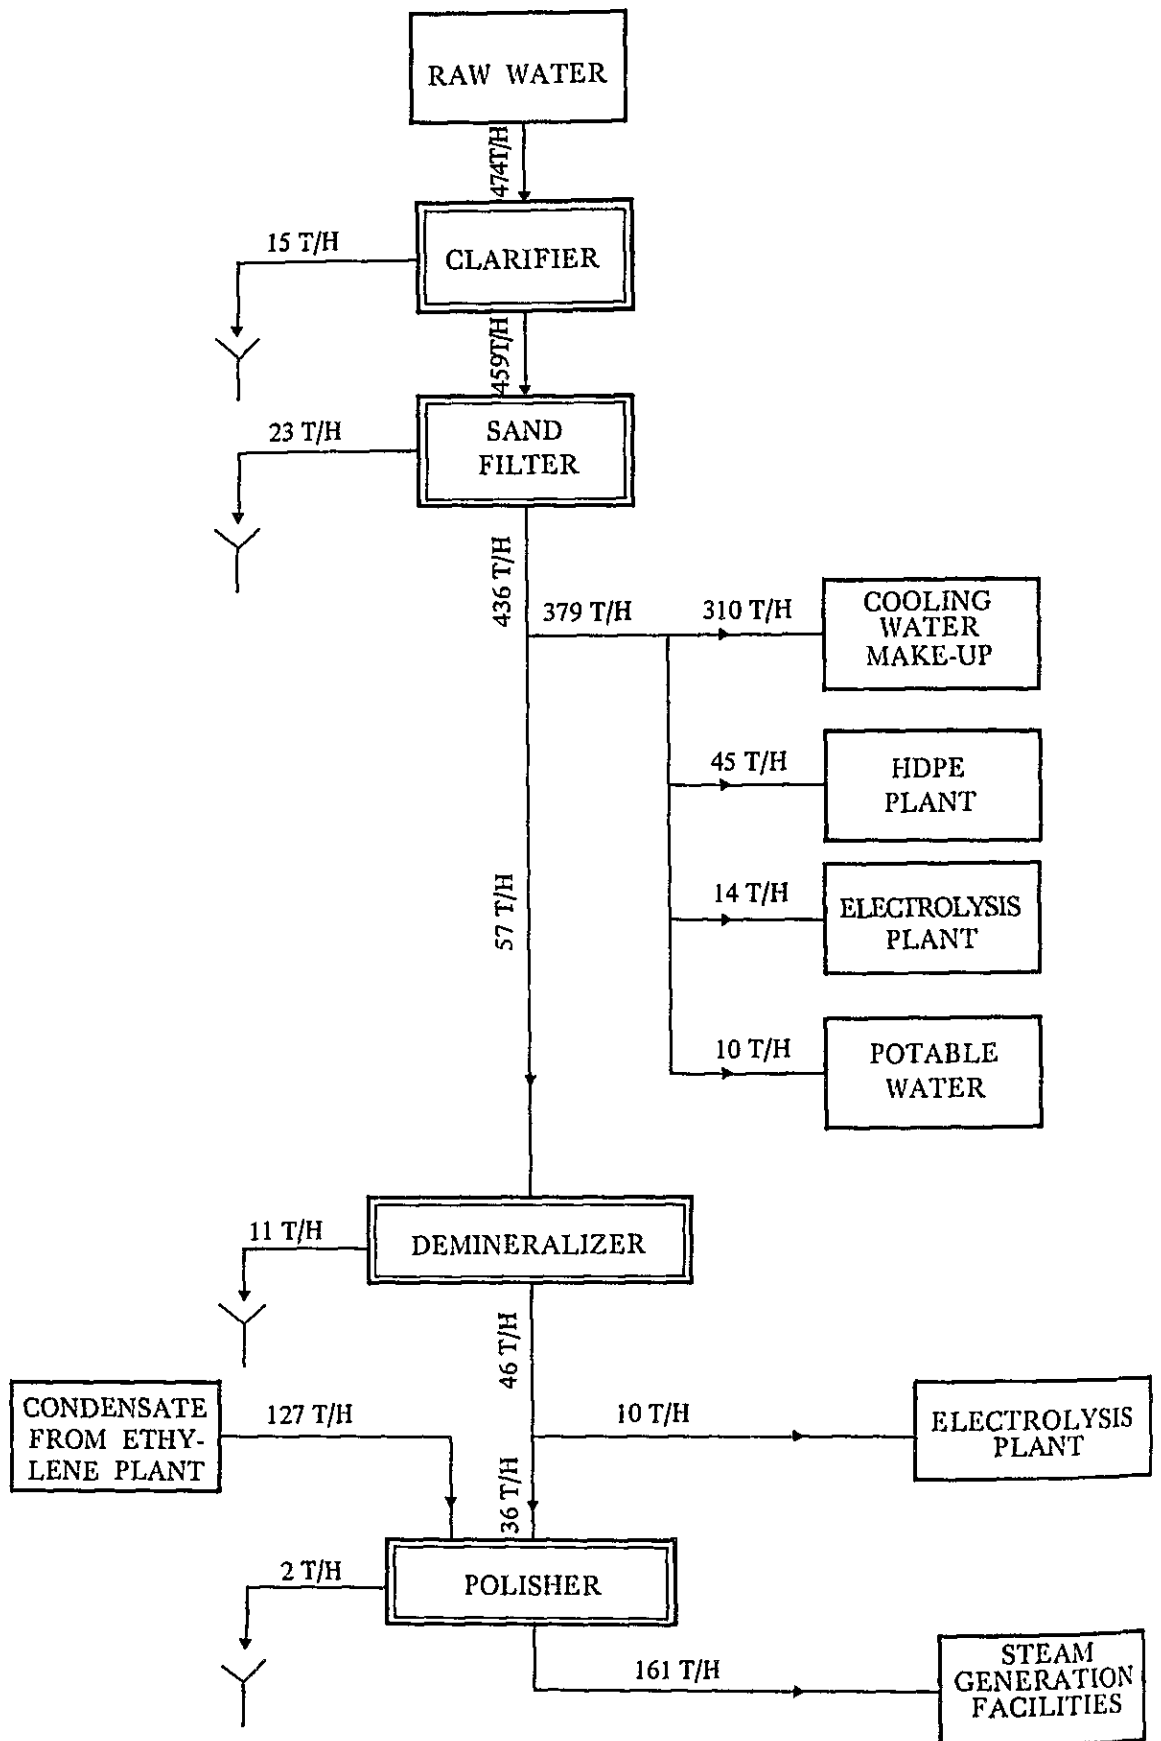 RAW WATER
474T/H
15 T/H
CLARIFIER
459T/H
23 T/H
SAND
FILTER
436 T/H
379 T/H
310 T/H
COOLING
WATER
MAKE-UP
45 T/H
HDPE
PLANT
57 T/H
14 T/H
ELECTROLYSIS
PLANT
10 T/H
POTABLE
WATER
11 T/H
DEMINERALIZER
46 T/H
CONDENSATE
FROM ETHY-
LENE PLANT
127 T/H
10 T/H
ELECTROLYSIS
PLANT
36 T/H
2 T/H
POLISHER
161 T/H
STEAM
GENERATION
FACILITIES